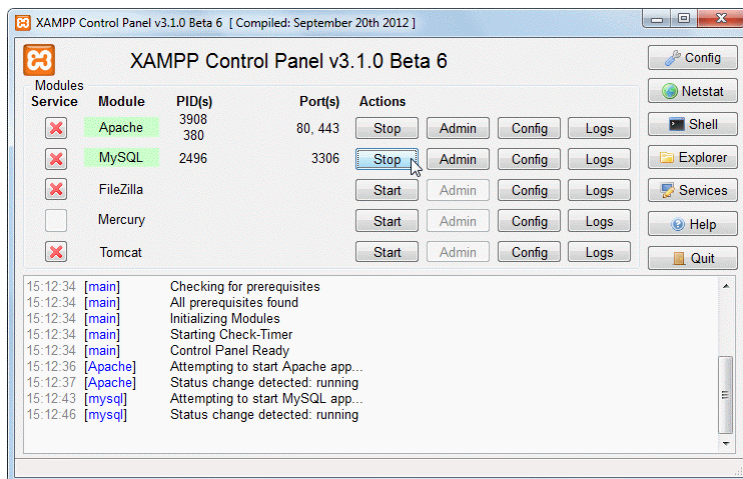 XAMPP Control Panel v3.1.0 Beta 6 [ Compiled: September 20th 2012 ]
XAMPP Control Panel v3.1.0 Beta 6
Config
Modules
Service Module PID(s) Port(s) Actions
Netstat
Apache 3908 380 80, 443 Stop Admin Config Logs
Shell
MySQL 2496 3306 Stop Admin Config Logs
Explorer
FileZilla Start Admin Config Logs
Services
Mercury Start Admin Config Logs
Help
Tomcat Start Admin Config Logs
Quit
15:12:34 [main] Checking for prerequisites
15:12:34 [main] All prerequisites found
15:12:34 [main] Initializing Modules
15:12:34 [main] Starting Check-Timer
15:12:34 [main] Control Panel Ready
15:12:36 [Apache] Attempting to start Apache app...
15:12:37 [Apache] Status change detected: running
15:12:43 [mysql] Attempting to start MySQL app...
15:12:46 [mysql] Status change detected: running